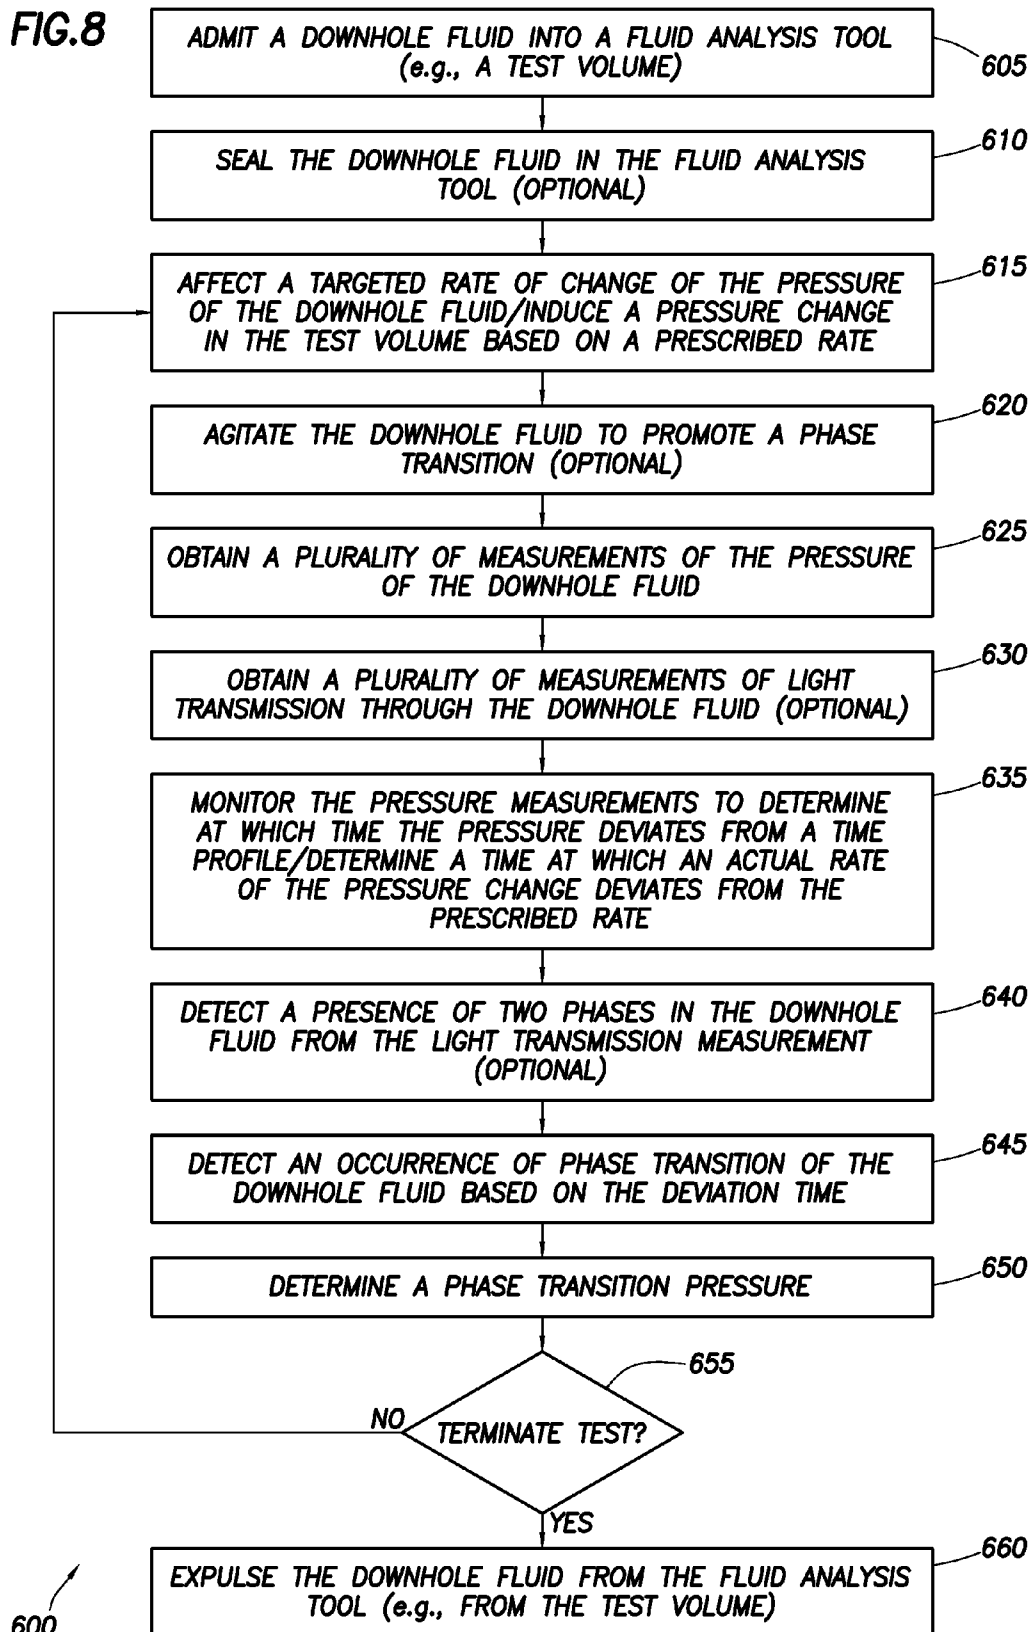 FIG.8
ADMIT A DOWNHOLE FLUID INTO A FLUID ANALYSIS TOOL
(e.g., A TEST VOLUME)
605
SEAL THE DOWNHOLE FLUID IN THE FLUID ANALYSIS
TOOL (OPTIONAL)
610
AFFECT A TARGETED RATE OF CHANGE OF THE PRESSURE
OF THE DOWNHOLE FLUID/INDUCE A PRESSURE CHANGE
IN THE TEST VOLUME BASED ON A PRESCRIBED RATE
615
AGITATE THE DOWNHOLE FLUID TO PROMOTE A PHASE
TRANSITION (OPTIONAL)
620
OBTAIN A PLURALITY OF MEASUREMENTS OF THE PRESSURE
OF THE DOWNHOLE FLUID
625
OBTAIN A PLURALITY OF MEASUREMENTS OF LIGHT
TRANSMISSION THROUGH THE DOWNHOLE FLUID (OPTIONAL)
630
MONITOR THE PRESSURE MEASUREMENTS TO DETERMINE
AT WHICH TIME THE PRESSURE DEVIATES FROM A TIME
PROFILE/DETERMINE A TIME AT WHICH AN ACTUAL RATE
OF THE PRESSURE CHANGE DEVIATES FROM THE
PRESCRIBED RATE
635
DETECT A PRESENCE OF TWO PHASES IN THE DOWNHOLE
FLUID FROM THE LIGHT TRANSMISSION MEASUREMENT
(OPTIONAL)
640
DETECT AN OCCURRENCE OF PHASE TRANSITION OF THE
DOWNHOLE FLUID BASED ON THE DEVIATION TIME
645
DETERMINE A PHASE TRANSITION PRESSURE
650
TERMINATE TEST?
655
NO
YES
EXPULSE THE DOWNHOLE FLUID FROM THE FLUID ANALYSIS
TOOL (e.g., FROM THE TEST VOLUME)
660
600